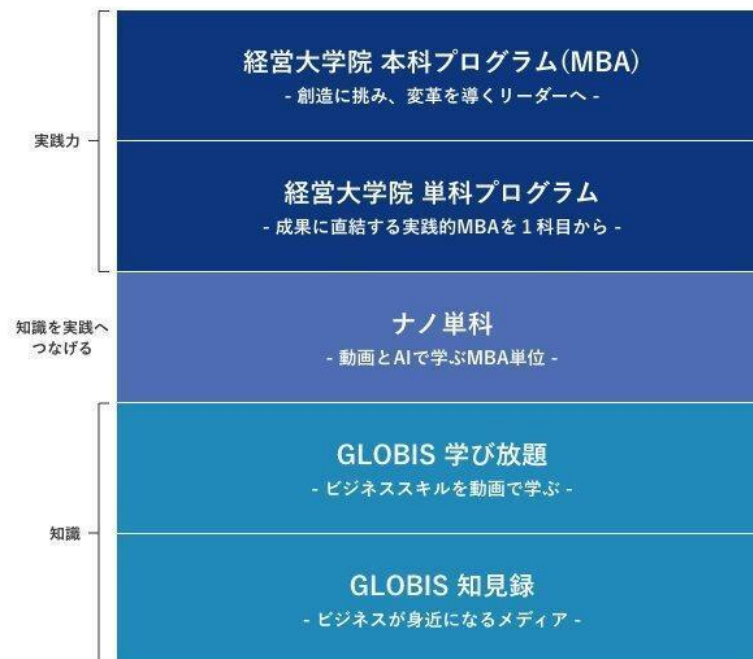 経営大学院 本科プログラム(MBA)
- 創造に挑み、変革を導くリーダーへ -
実践力
経営大学院 単科プログラム
- 成果に直結する実践的MBAを1科目から -
知識を実践へ
つなげる
ナノ単科
- 動画とAIで学ぶMBA単位 -
GLOBIS 学び放題
- ビジネススキルを動画で学ぶ -
知識
GLOBIS 知見録
- ビジネスが身近になるメディア -